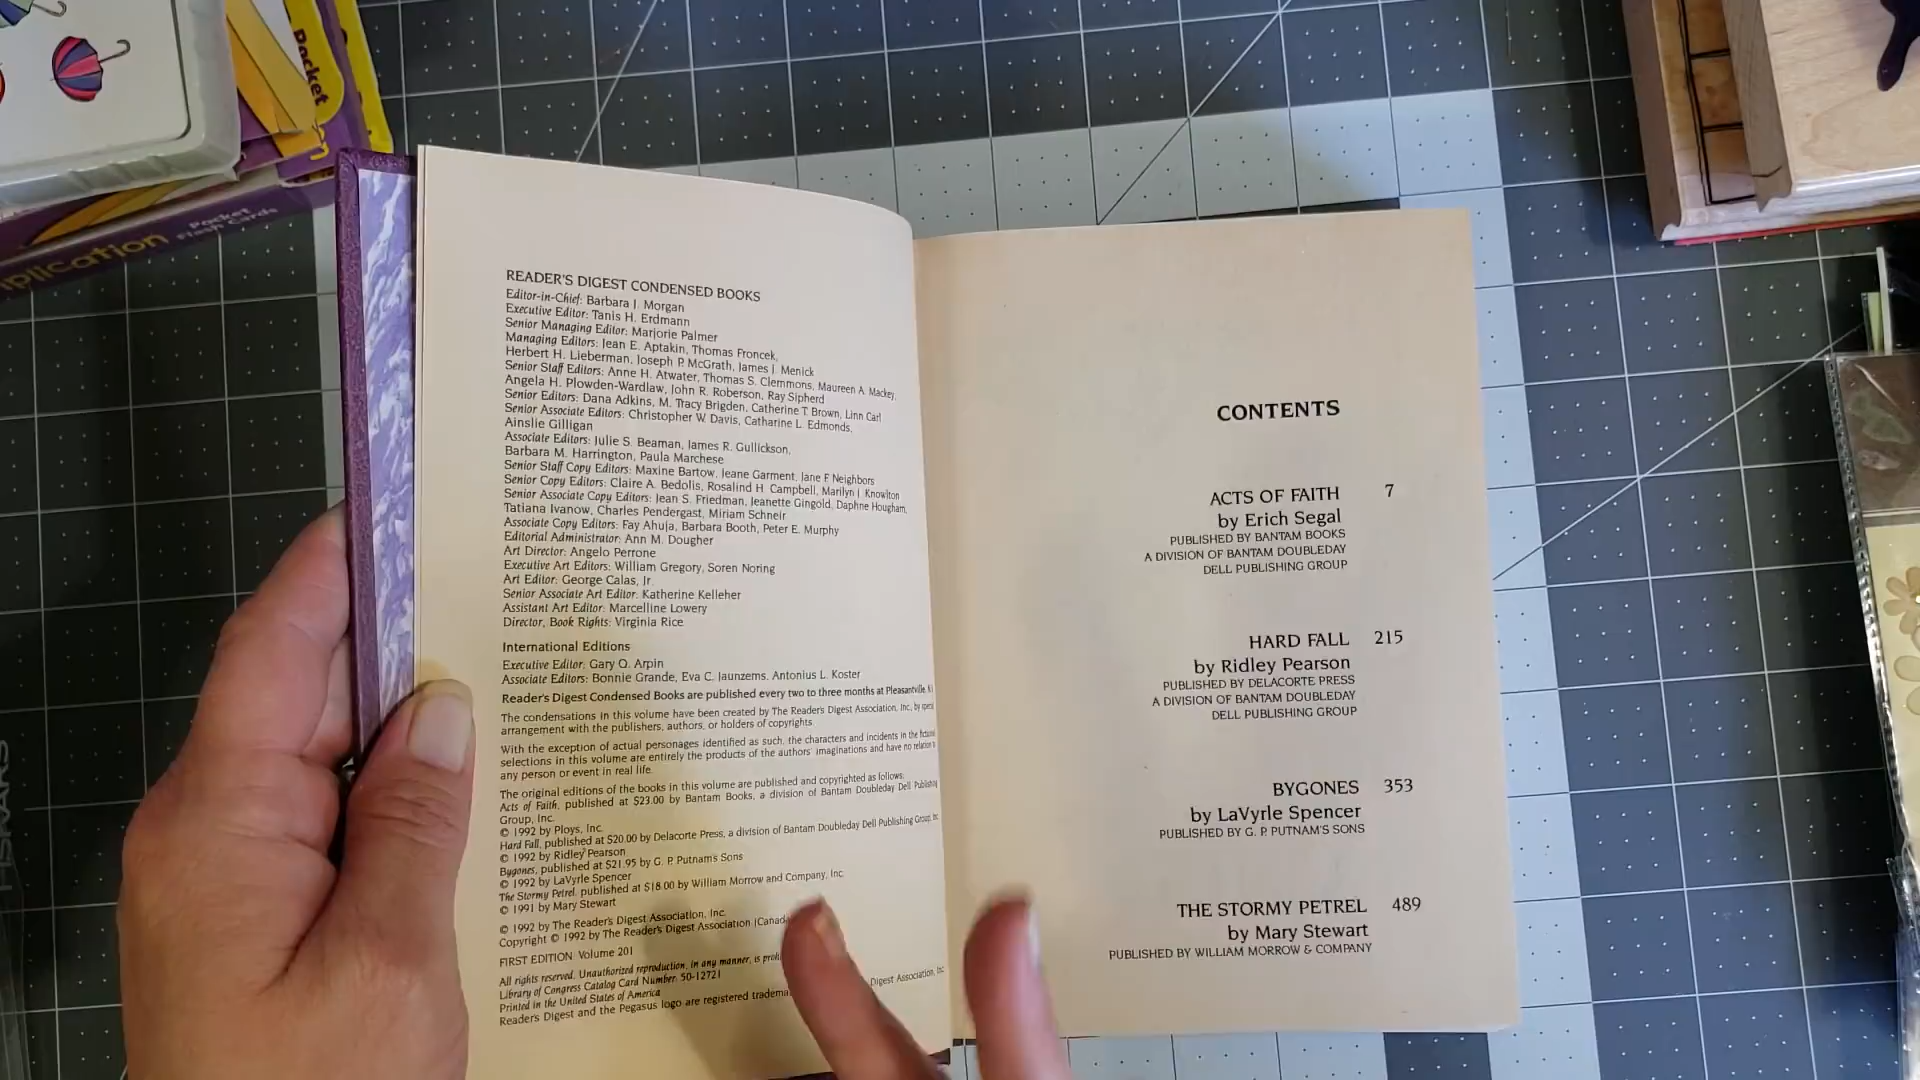 Pocket
Pocket
Flash Cards
READER'S DIGEST CONDENSED BOOKS
Editor-in-Chief: Barbara J. Morgan
Executive Editor: Tanis H. Erdmann
Senior Managing Editor: Marjorie Palmer
Managing Editors: Jean E. Aptakin, Thomas Froncek,
Herbert H. Lieberman, Joseph P. McGrath, James J. Menick
Senior Staff Editors: Anne H. Atwater, Thomas S. Clemmons, Maureen A. Mackey,
Angela H. Plowden-Wardlaw, John R. Roberson, Ray Sipherd
Senior Editors: Dana Adkins, M. Tracy Brigden, Catherine T. Brown, Linn Carl
Senior Associate Editors: Christopher W. Davis, Catharine L. Edmonds,
Ainslie Gilligan
Associate Editors: Julie S. Beaman, James R. Gullickson,
Barbara M. Harrington, Paula Marchese
Senior Staff Copy Editors: Maxine Bartow, Jeane Garment, Jane F. Neighbors
Senior Copy Editors: Claire A. Bedolis, Rosalind H. Campbell, Marilyn J. Knowlton
Senior Associate Copy Editors: Jean S. Friedman, Jeanette Gingold, Daphne Hougham,
Tatiana Ivanow, Charles Pendergast, Miriam Schneir
Associate Copy Editors: Fay Ahuja, Barbara Booth, Peter E. Murphy
Editorial Administrator: Ann M. Dougher
Art Director: Angelo Perrone
Executive Art Editors: William Gregory, Soren Noring
Art Editor: George Calas, Jr.
Senior Associate Art Editor: Katherine Kelleher
Assistant Art Editor: Marcelline Lowery
Director, Book Rights: Virginia Rice
International Editions
Executive Editor: Gary Q. Arpin
Associate Editors: Bonnie Grande, Eva C. Jaunzems, Antonius L. Koster
Reader's Digest Condensed Books are published every two to three months at Pleasantville,
The condensations in this volume have been created by The Reader's Digest Association, Inc., by
arrangement with the publishers, authors, or holders of copyrights.
With the exception of actual personages identified as such, the characters and incidents in the
selections in this volume are entirely the products of the authors' imaginations and have no relation
any person or event in real life.
The original editions of the books in this volume are published and copyrighted as follows:
Acts of Faith, published at $23.00 by Bantam Books, a division of Bantam Doubleday Dell Publishing
Group, Inc.
© 1992 by Ploys, Inc.
Hard Fall, published at $20.00 by Delacorte Press, a division of Bantam Doubleday Dell Publishing Group,
© 1992 by Ridley Pearson
Bygones, published at $21.95 by G. P. Putnam's Sons
© 1992 by LaVyrle Spencer
The Stormy Petrel, published at $18.00 by William Morrow and Company, Inc.
© 1991 by Mary Stewart
© 1992 by The Reader's Digest Association, Inc.
Copyright © 1992 by The Reader's Digest Association (Canada
FIRST EDITION Volume 201
All rights reserved. Unauthorized reproduction, in any manner, is
Library of Congress Catalog Card Number: 50-12721
Printed in the United States of America
Reader's Digest and the Pegasus logo are registered Digest Association, Inc.
CONTENTS
ACTS OF FAITH 7
by Erich Segal
PUBLISHED BY BANTAM BOOKS
A DIVISION OF BANTAM DOUBLEDAY
DELL PUBLISHING GROUP
HARD FALL 215
by Ridley Pearson
PUBLISHED BY DELACORTE PRESS
A DIVISION OF BANTAM DOUBLEDAY
DELL PUBLISHING GROUP
BYGONES 353
by LaVyrle Spencer
PUBLISHED BY G. P. PUTNAM'S SONS
THE STORMY PETREL 489
by Mary Stewart
PUBLISHED BY WILLIAM MORROW & COMPANY